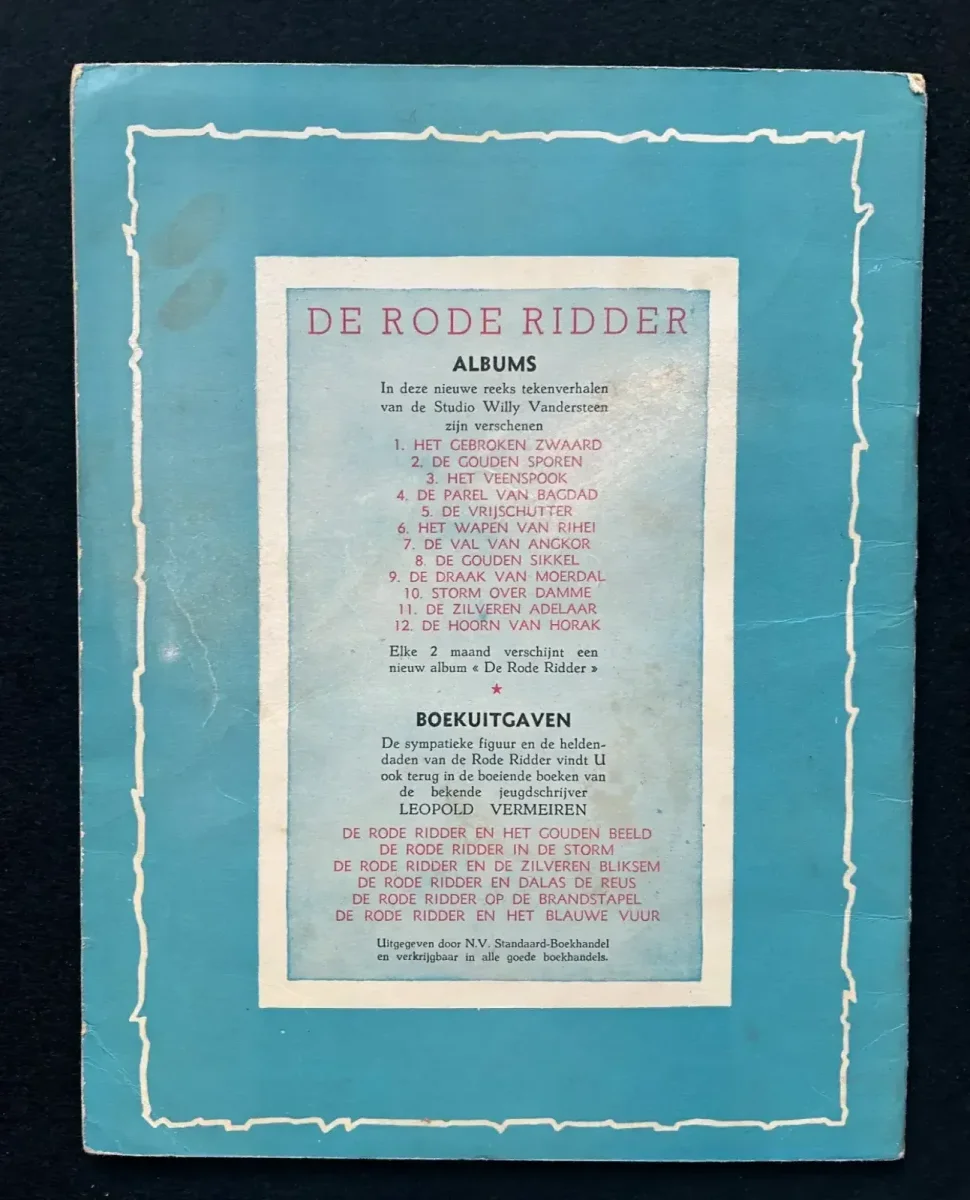 DE RODE RIDDER
ALBUMS
In deze nieuwe reeks tekenverhalen
van de Studio Willy Vandersteen
zijn verschenen
1. HET GEBROKEN ZWAARD
2. DE GOUDEN SPOREN
3. HET VEENSPOOK
4. DE PAREL VAN BAGDAD
5. DE VRIJSCHUTTER
6. HET WAPEN VAN RIHEI
7. DE VAL VAN ANGKOR
8. DE GOUDEN SIKKEL
9. DE DRAAK VAN MOERDAL
10. STORM OVER DAMME
11. DE ZILVEREN ADELAAR
12. DE HOORN VAN HORAK
Elke 2 maand verschijnt een
nieuw album « De Rode Ridder »
★
BOEKUITGAVEN
De sympatieke figuur en de helden-
daden van de Rode Ridder vindt U
ook terug in de boeiende boeken van
de bekende jeugdschrijver
LEOPOLD VERMEIREN
DE RODE RIDDER EN HET GOUDEN BEELD
DE RODE RIDDER IN DE STORM
DE RODE RIDDER EN DE ZILVEREN BLIKSEM
DE RODE RIDDER EN DALAS DE REUS
DE RODE RIDDER OP DE BRANDSTAPEL
DE RODE RIDDER EN HET BLAUWE VUUR
Uitgegeven door N.V. Standaard-Boekhandel
en verkrijgbaar in alle goede boekhandels.